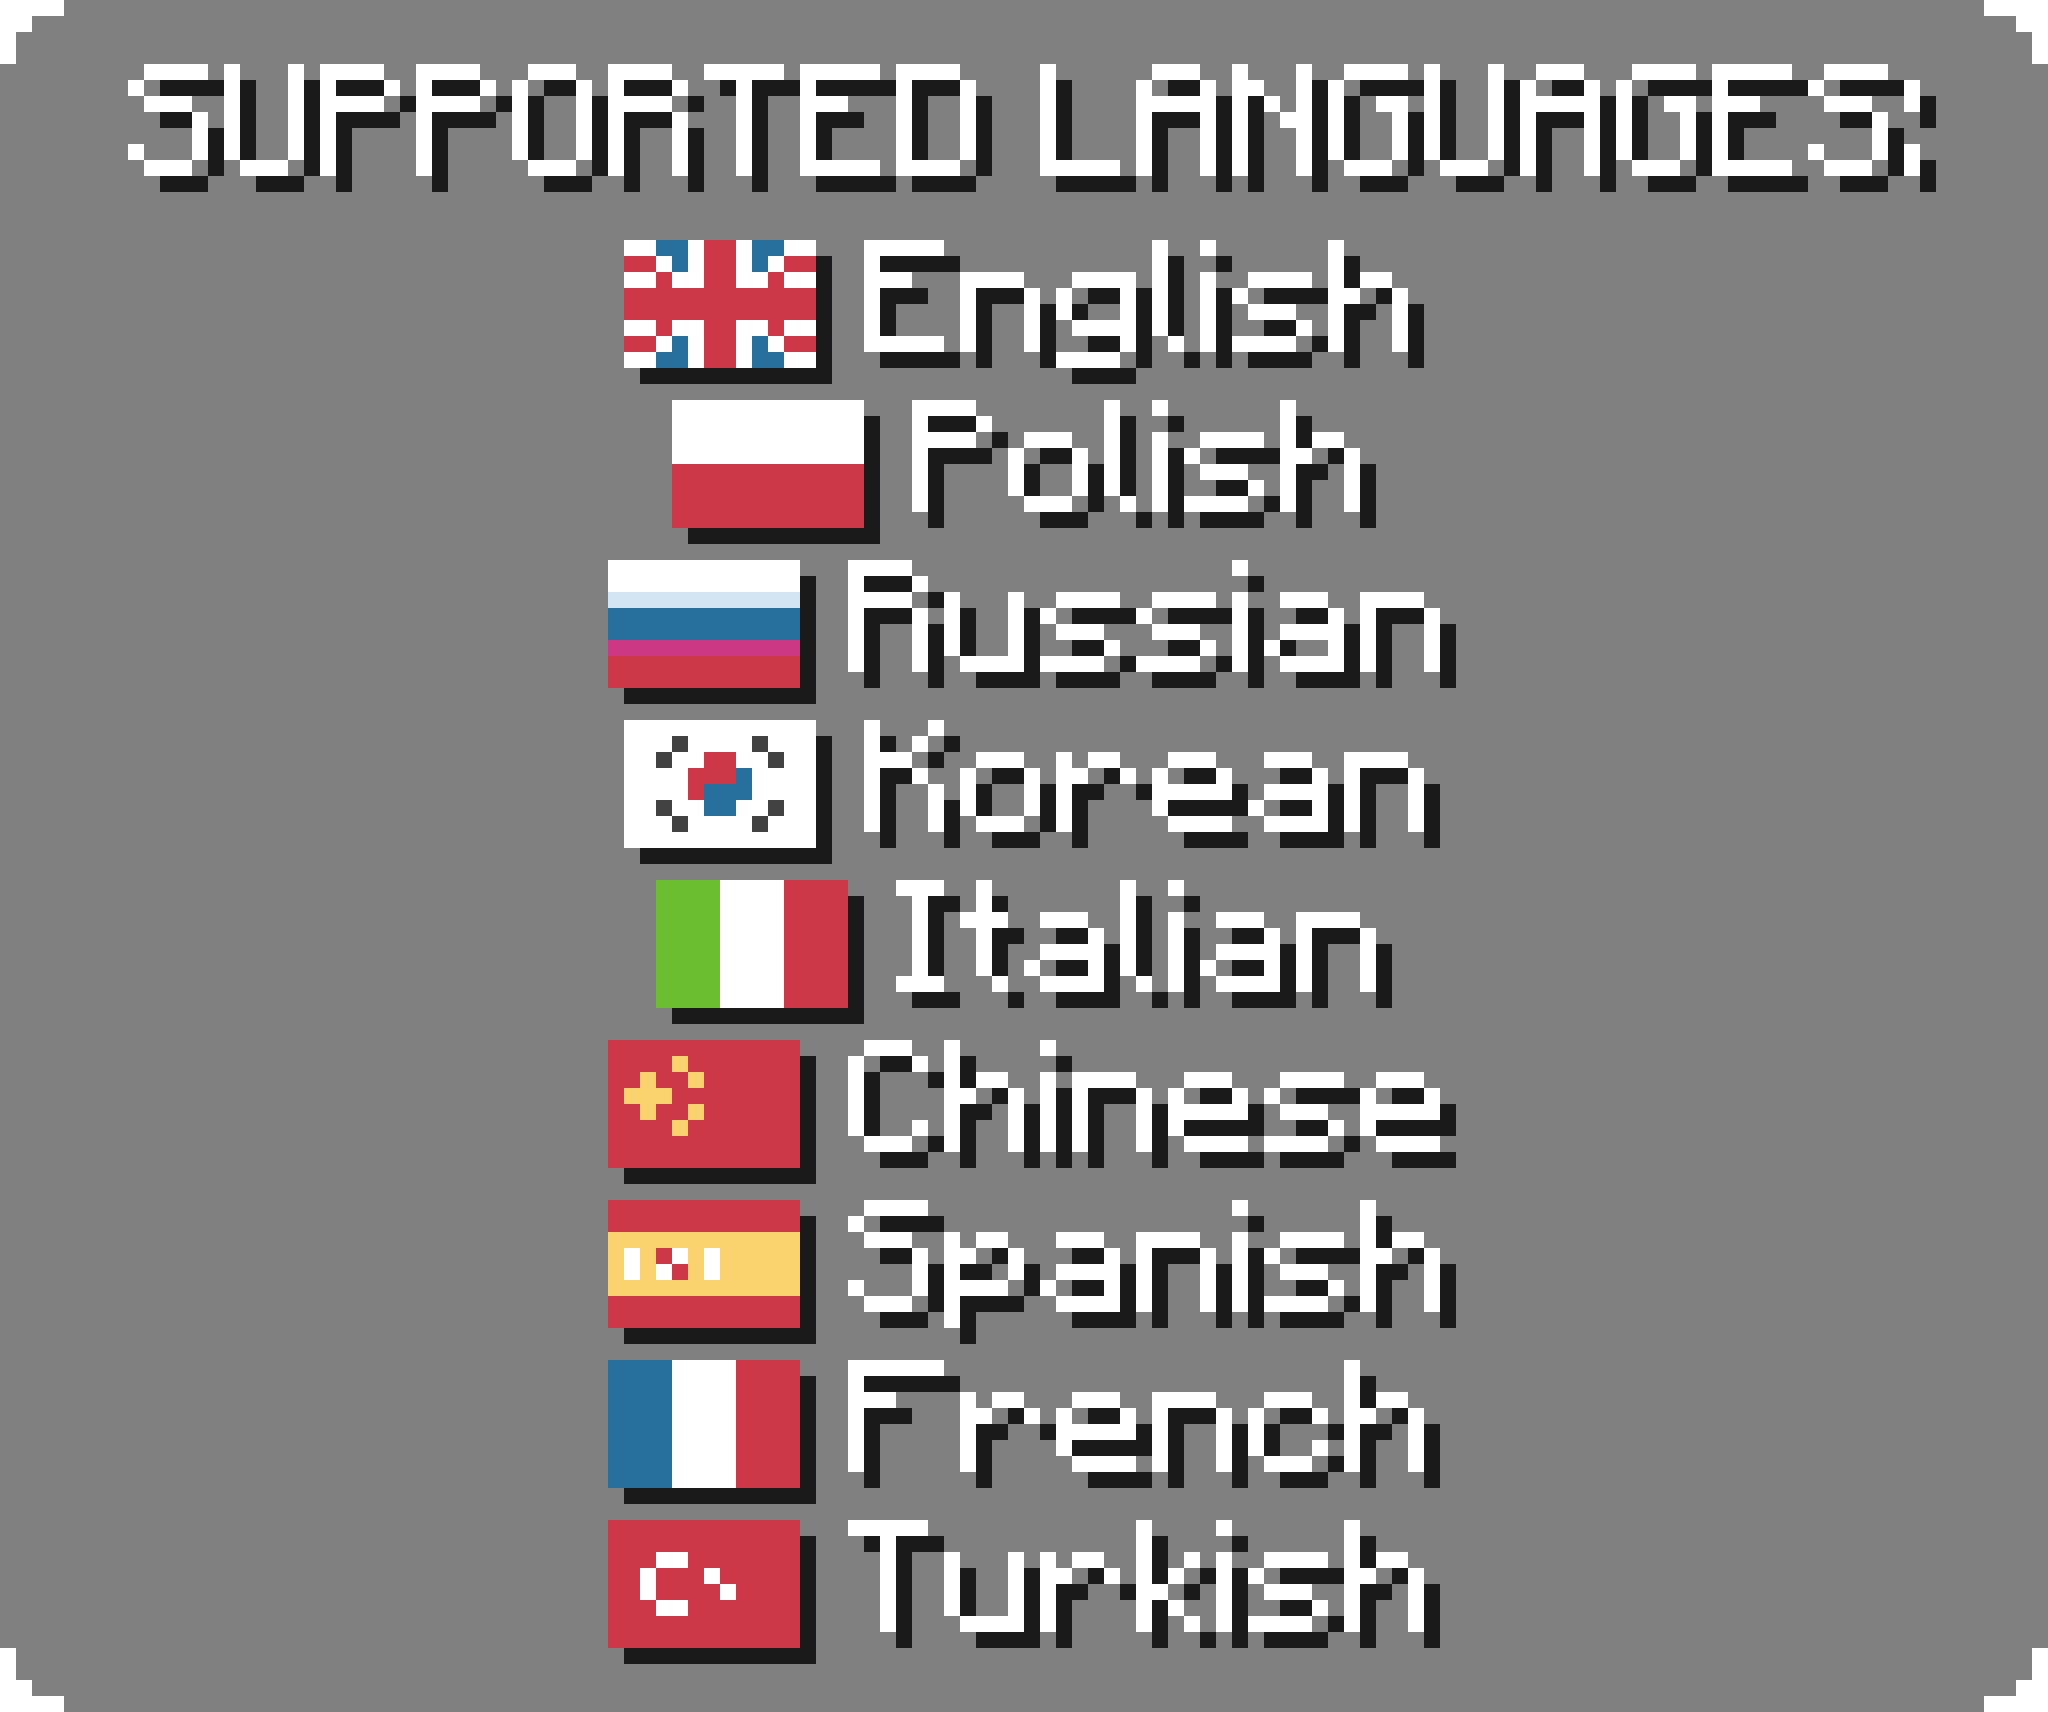 SUPPORTED LANGUAGES:
English
Polish
Russian
Korean
Italian
Chinese
Spanish
French
Turkish